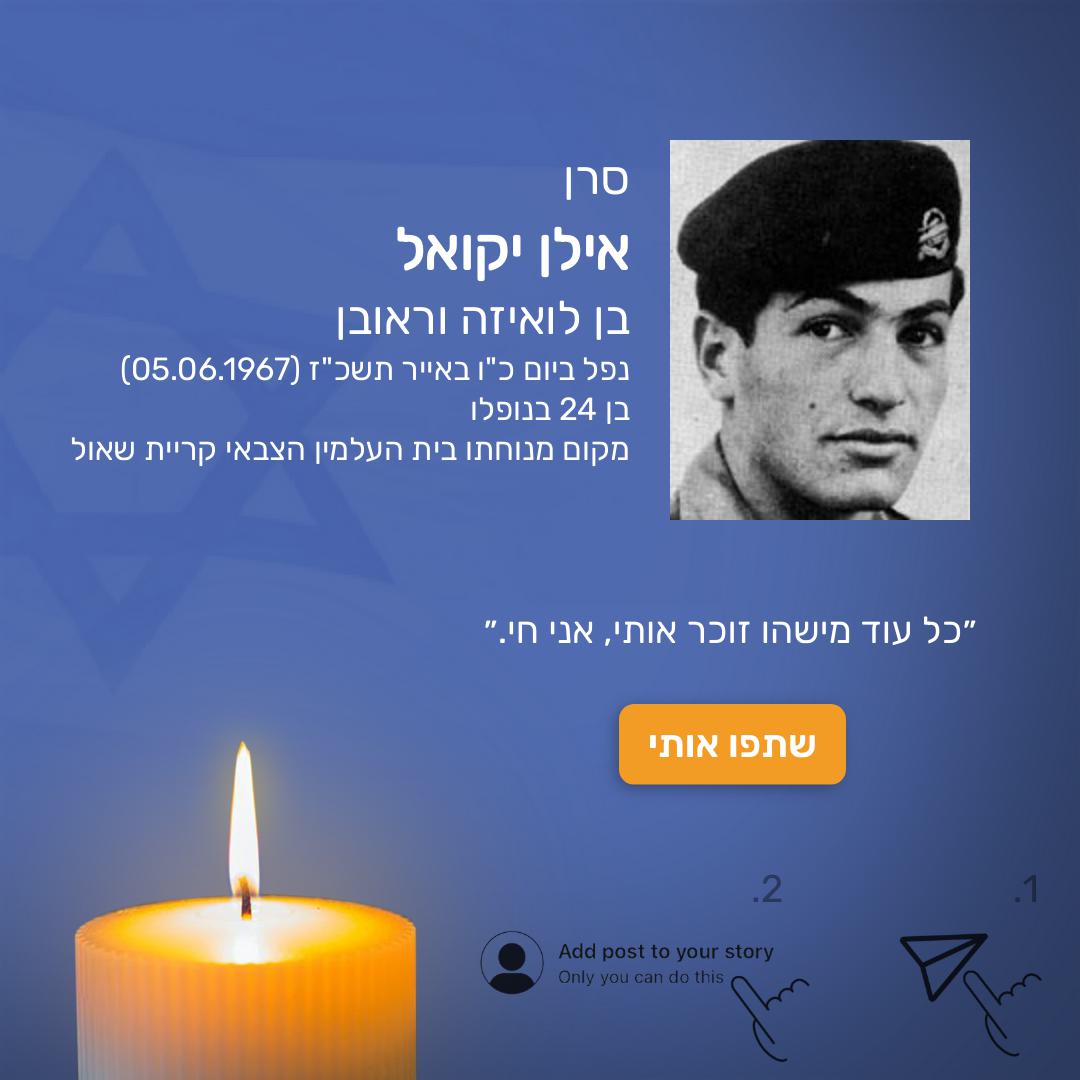 סרן
אילן יקואל
בן לואיזה וראובן
נפל ביום כ"ו באייר תשכ"ז (05.06.1967)
בן 24 בנופלו
מקום מנוחתו בית העלמין הצבאי קריית שאול
״כל עוד מישהו זוכר אותי, אני חי.״
שתפו אותי
.1
.2
Add post to your story
Only you can do this